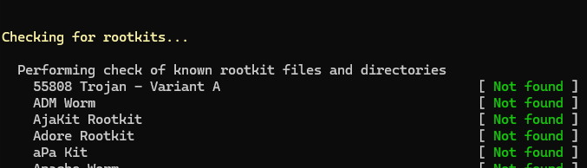 Checking for rootkits...
Performing check of known rootkit files and directories
55808 Trojan - Variant A [ Not found ]
ADM Worm [ Not found ]
AjaKit Rootkit [ Not found ]
Adore Rootkit [ Not found ]
aPa Kit [ Not found ]